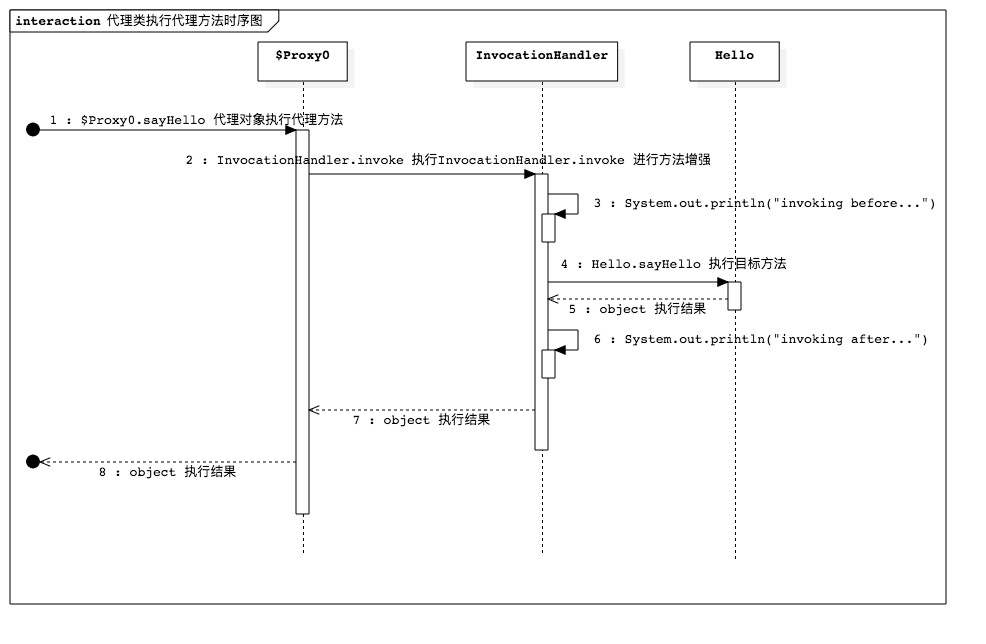 interaction 代理类执行代理方法时序图
$Proxy0
InvocationHandler
Hello
1 : $Proxy0.sayHello 代理对象执行代理方法
2 : InvocationHandler.invoke 执行InvocationHandler.invoke 进行方法增强
3 : System.out.println("invoking before...")
4 : Hello.sayHello 执行目标方法
5 : object 执行结果
6 : System.out.println("invoking after...")
7 : object 执行结果
8 : object 执行结果